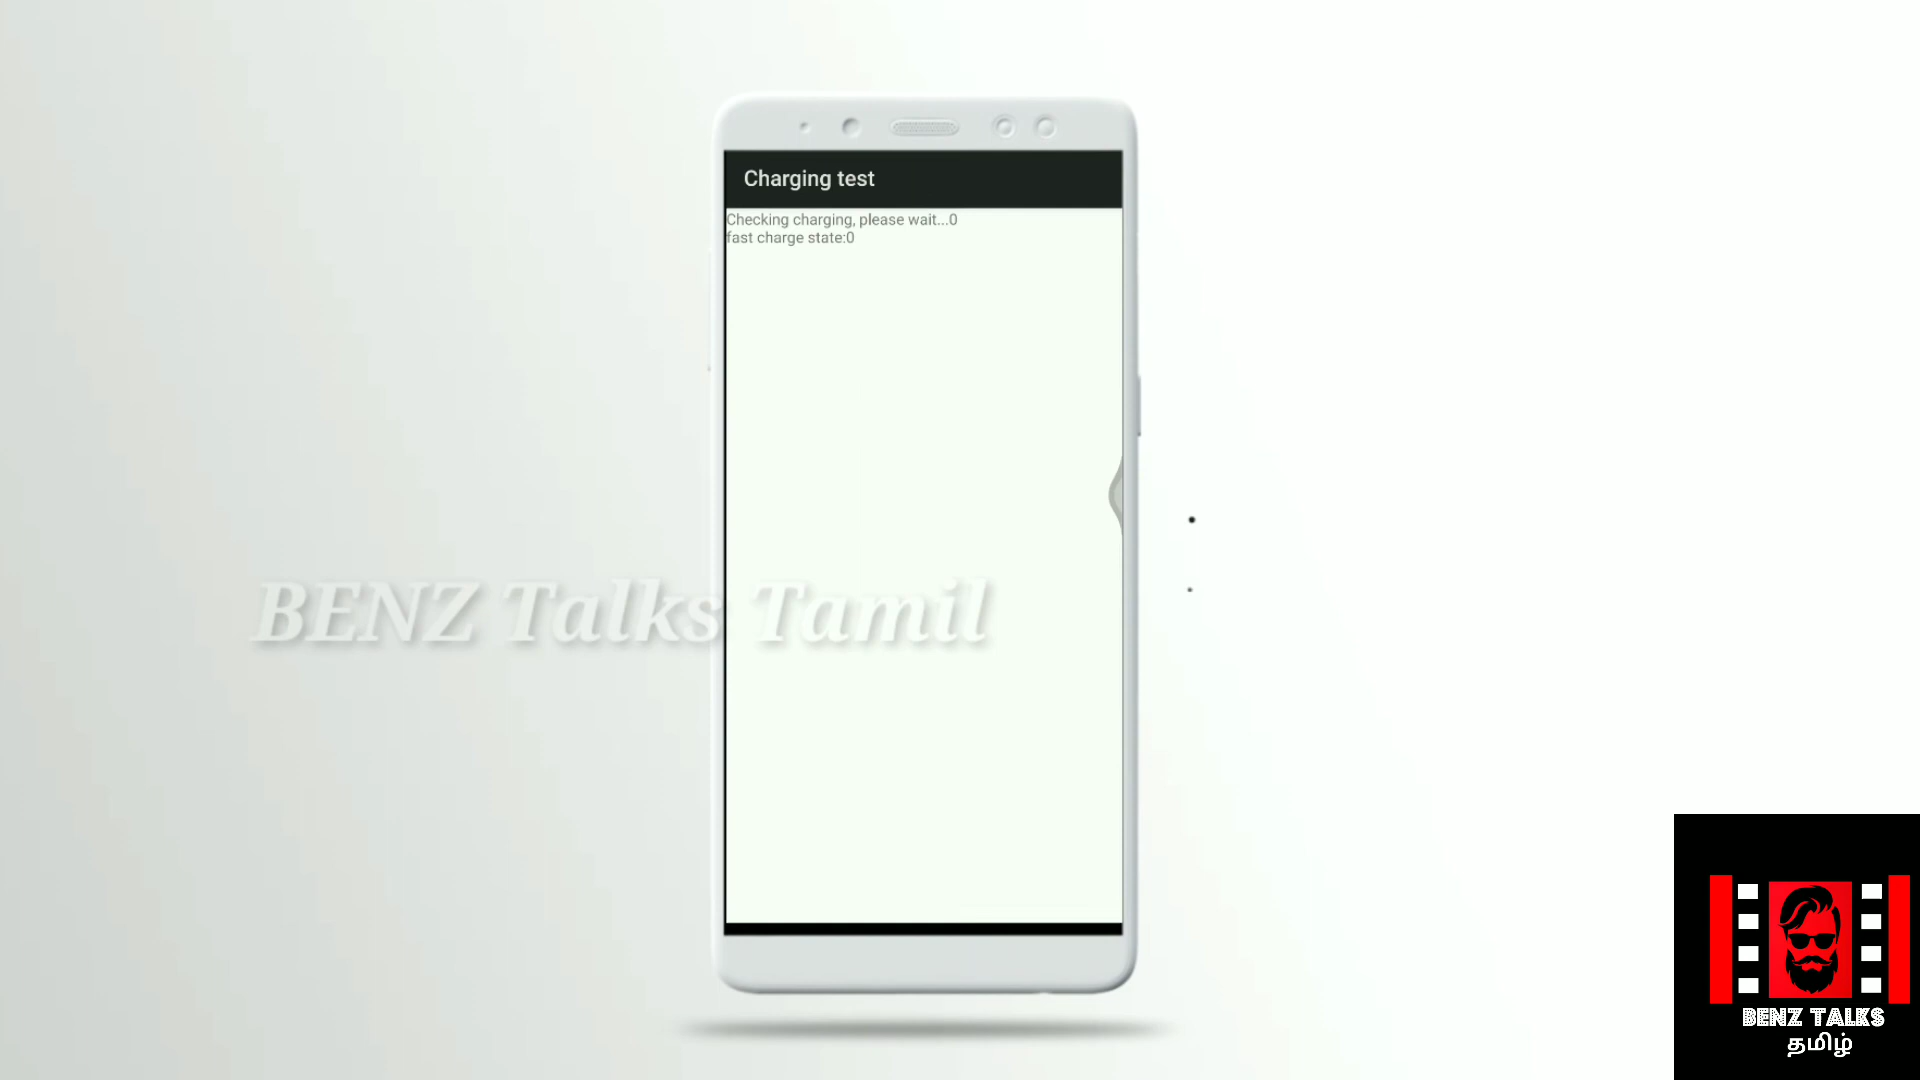 Charging test
Checking charging, please wait...0
fast charge state:0
BENZ Talks Tamil
BENZ TALKS
தமிழ்